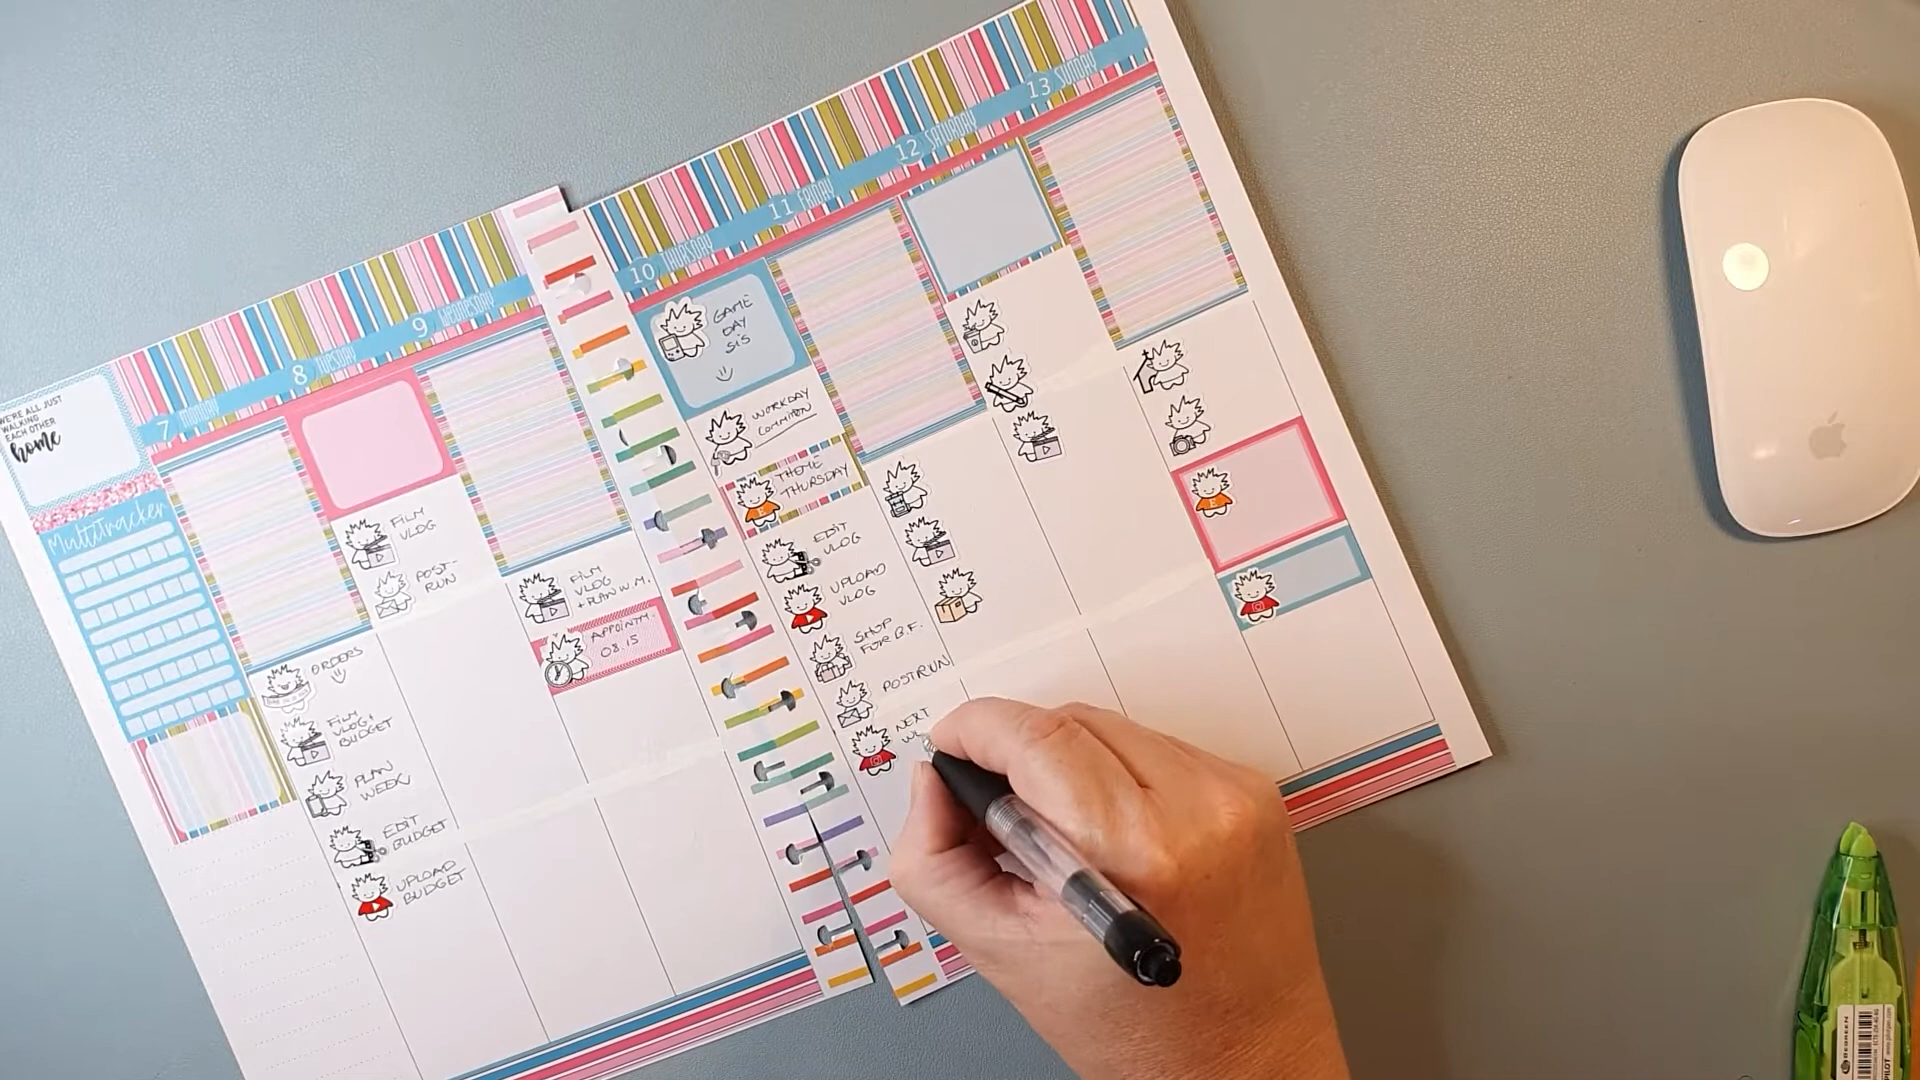 WE'RE ALL JUST
WALKING
EACH OTHER
home
MultiTracker
7 MONDAY
ORDERS
FILM
VLOG +
BUDGET
PLAN
WEEK
EDIT
BUDGET
UPLOAD
BUDGET
8 TUESDAY
FILM
VLOG
POST-
RUN
9 WEDNESDAY
FILM
VLOG
+ PLAN W.M.
APPOINTM.
08.15
10 THURSDAY
GAME
DAY
SIS
WORKDAY
COMMITION
THEME
THURSDAY
E
EDIT
VLOG
UPLOAD
VLOG
SHOP
FOR B.F.
POSTRUN
NEXT
11 FRIDAY
12 SATURDAY
13 SUNDAY
E
BEGREEN
PILOT